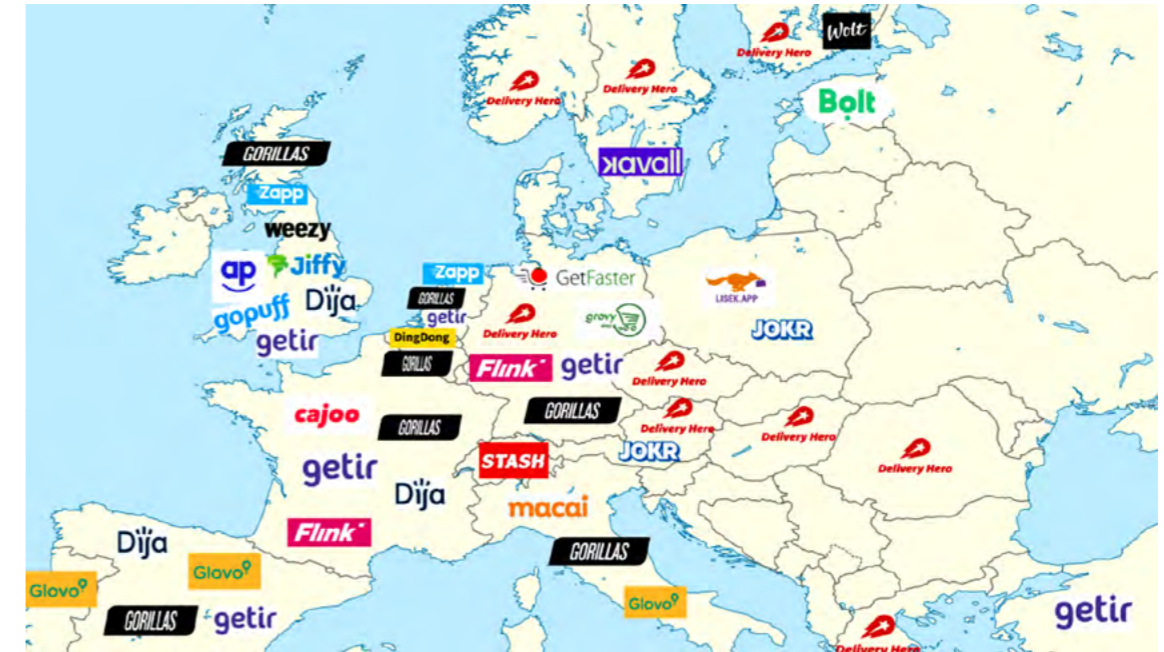 Wolt
Delivery Hero
Delivery Hero
Delivery Hero
Bolt
GORILLAS
kavall
Zapp
weezy
ap
Jiffy
Zapp
GetFaster
LISEK.APP
gopuff
Dija
GORILLAS
getir
Delivery Hero
grovy
JOKR
getir
DingDong
GORILLAS
Flink
getir
Delivery Hero
cajoo
GORILLAS
GORILLAS
Delivery Hero
Delivery Hero
JOKR
STASH
getir
Delivery Hero
Dija
macai
Flink
Dija
GORILLAS
Glovo
Glovo
Glovo
GORILLAS
getir
getir
Delivery Hero